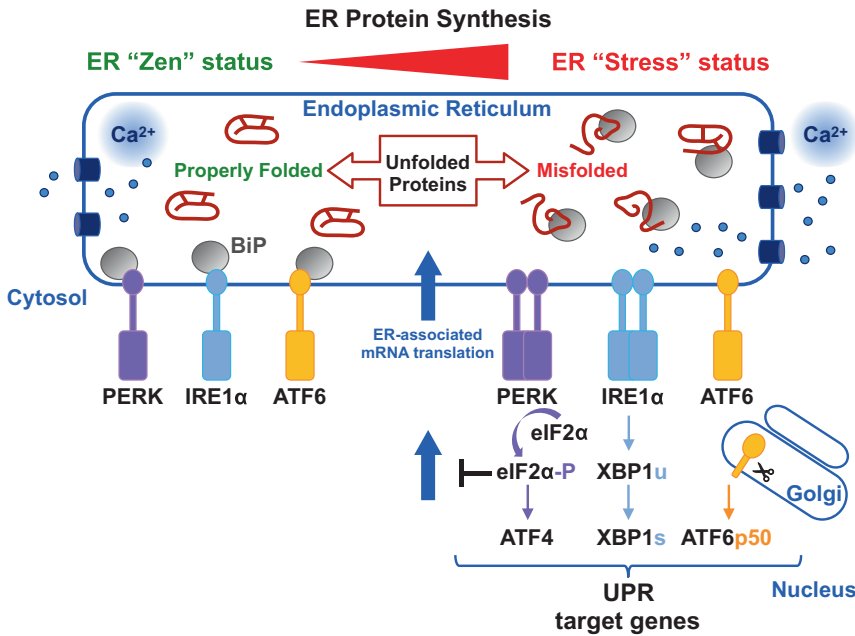 ER Protein Synthesis
ER “Zen” status
ER “Stress” status
Endoplasmic Reticulum
Ca2+
Ca2+
Properly Folded
Unfolded
Proteins
Misfolded
BiP
Cytosol
ER-associated
mRNA translation
PERK
IRE1α
ATF6
PERK
IRE1α
ATF6
eIF2α
eIF2α-P
XBP1u
Golgi
ATF4
XBP1s
ATF6p50
UPR
target genes
Nucleus